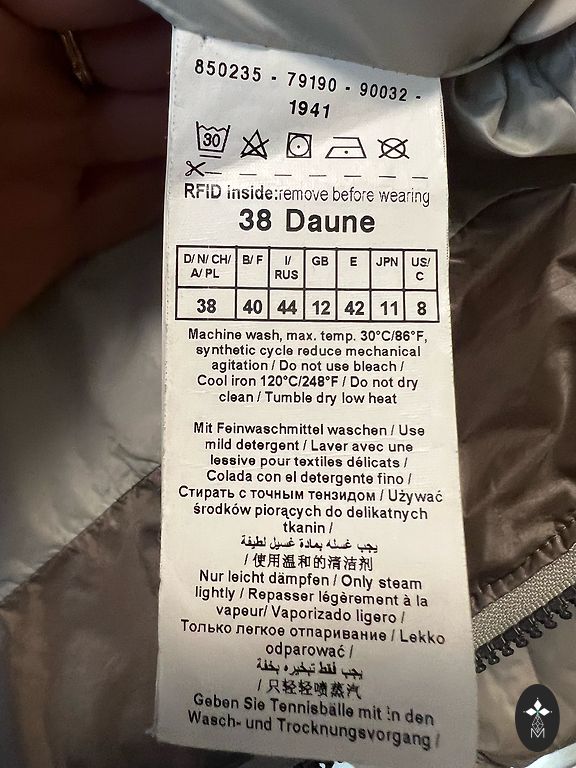 850235 - 79190 - 90032 -
1941
30
RFID inside:remove before wearing
38 Daune
D/ N/ CH/ A/ PL B/ F I/ RUS GB E JPN US/ C
38 40 44 12 42 11 8
Machine wash, max. temp. 30°C/86°F,
synthetic cycle reduce mechanical
agitation / Do not use bleach /
Cool iron 120°C/248°F / Do not dry
clean / Tumble dry low heat
Mit Feinwaschmittel waschen / Use
mild detergent / Laver avec une
lessive pour textiles délicats /
Colada con el detergente fino /
Стирать с точным тензидом / Używać
środków piorących do delikatnych
tkanin /
يجب غسله بمادة غسيل لطيفة
/ 使用温和的清洁剂
Nur leicht dämpfen / Only steam
lightly / Repasser légèrement à la
vapeur/ Vaporizado ligero /
Только легкое отпаривание / Lekko
odparować /
يجب فقط تبخيره بخفة
/ 只轻轻喷蒸汽
Geben Sie Tennisbälle mit in den
Wasch- und Trocknungsvorgang /
M